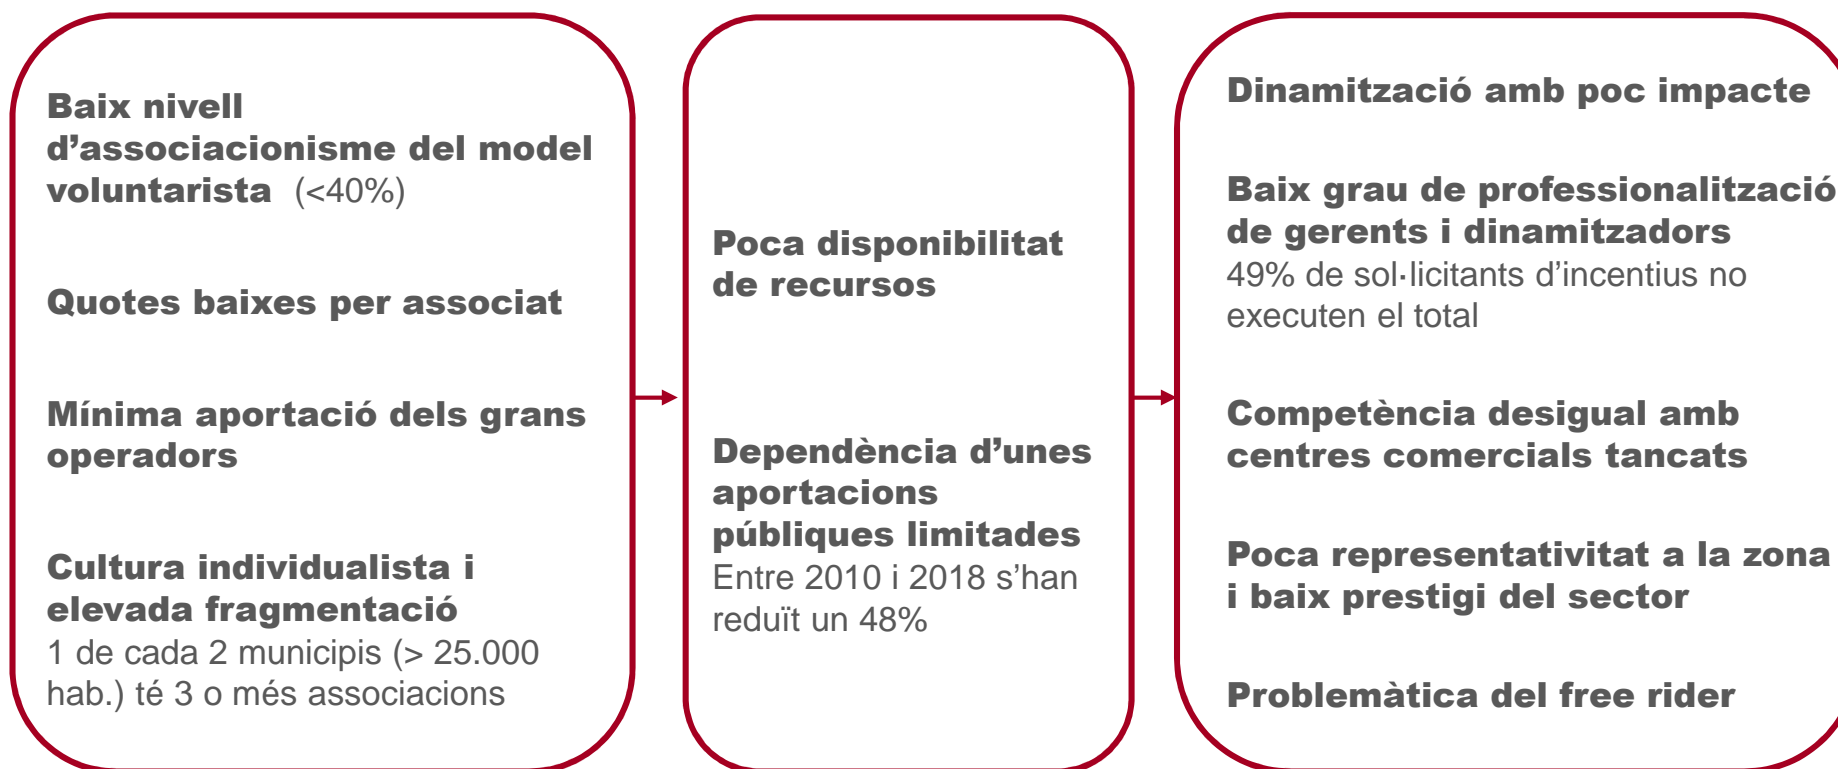 Baix nivell
d’associacionisme del model
voluntarista (<40%)
Quotes baixes per associat
Mínima aportació dels grans
operadors
Cultura individualista i
elevada fragmentació
1 de cada 2 municipis (> 25.000
hab.) té 3 o més associacions
Poca disponibilitat
de recursos
Dependència d’unes
aportacions
públiques limitades
Entre 2010 i 2018 s’han
reduït un 48%
Dinamització amb poc impacte
Baix grau de professionalització
de gerents i dinamitzadors
49% de sol·licitants d’incentius no
executen el total
Competència desigual amb
centres comercials tancats
Poca representativitat a la zona
i baix prestigi del sector
Problemàtica del free rider